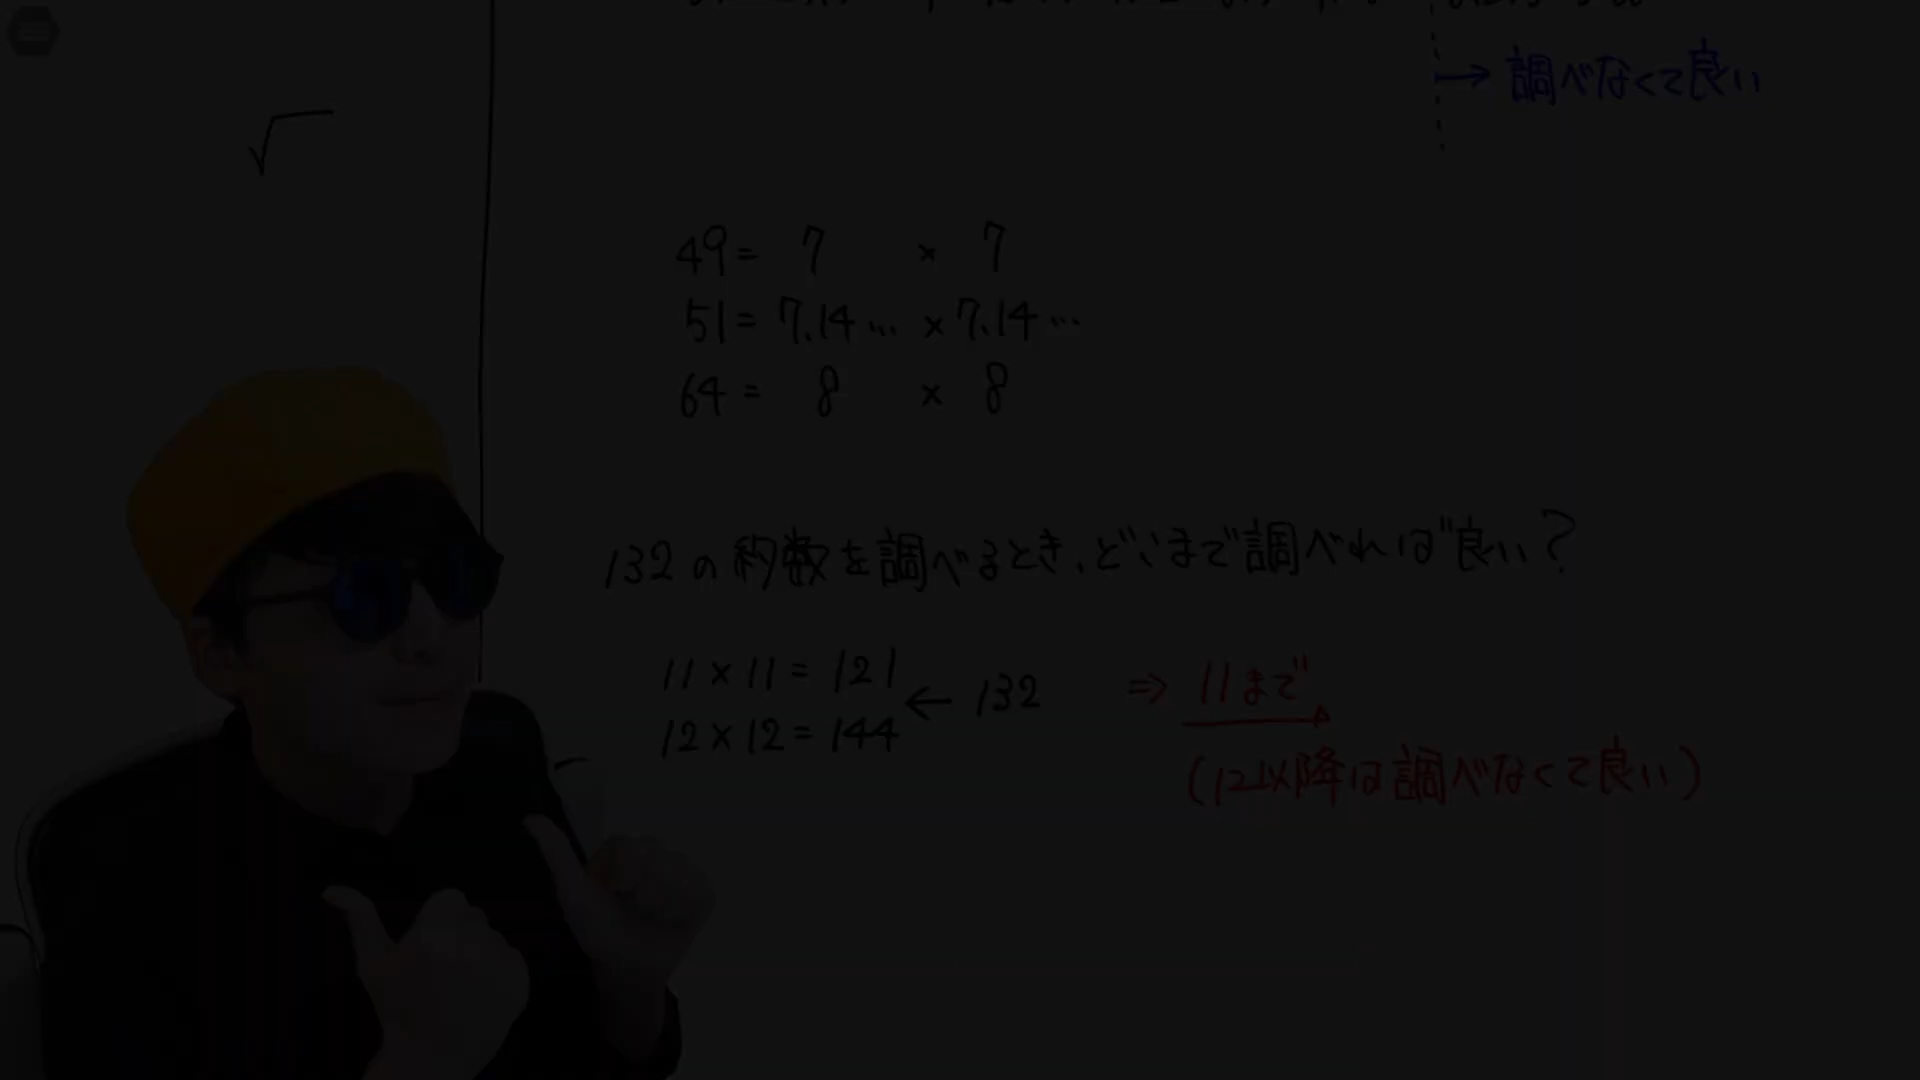 → 調べなくて良い
√
49 = 7 × 7
51 = 7.14… × 7.14…
64 = 8 × 8
132の約数を調べるとき、どこまで調べれば良い?
11 × 11 = 121
← 132 ⇒ 11まで
12 × 12 = 144
(12以降は調べなくて良い)